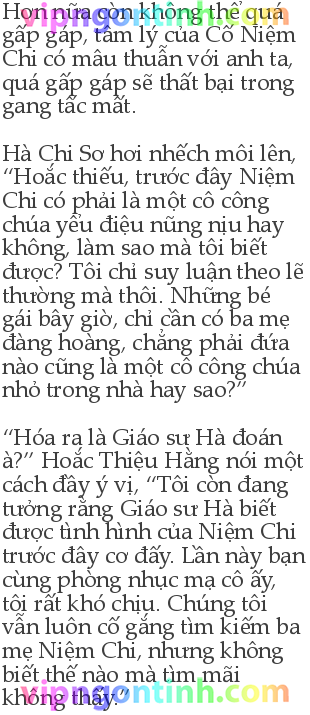 Hơn nữa còn không thể quá
gấp gáp, tâm lý của Cố Niệm
Chi có mâu thuẫn với anh ta,
quá gấp gáp sẽ thất bại trong
gang tấc mất.
Hà Chi Sơ hơi nhếch môi lên,
“Hoắc thiếu, trước đây Niệm
Chi có phải là một cô công
chúa yểu điệu nũng nịu hay
không, làm sao mà tôi biết
được? Tôi chỉ suy luận theo lẽ
thường mà thôi. Những bé
gái bây giờ, chỉ cần có ba mẹ
đàng hoàng, chẳng phải đứa
nào cũng là một cô công chúa
nhỏ trong nhà hay sao?”
“Hóa ra là Giáo sư Hà đoán
à?” Hoắc Thiệu Hằng nói một
cách đầy ý vị, “Tôi còn đang
tưởng rằng Giáo sư Hà biết
được tình hình của Niệm Chi
trước đây cơ đấy. Lần này bạn
cùng phòng nhục mạ cô ấy,
tôi rất khó chịu. Chúng tôi
vẫn luôn cố gắng tìm kiếm ba
mẹ Niệm Chi, nhưng không
biết thế nào mà tìm mãi
không thấy.”
vipngontinh.com
vipngontinh.com